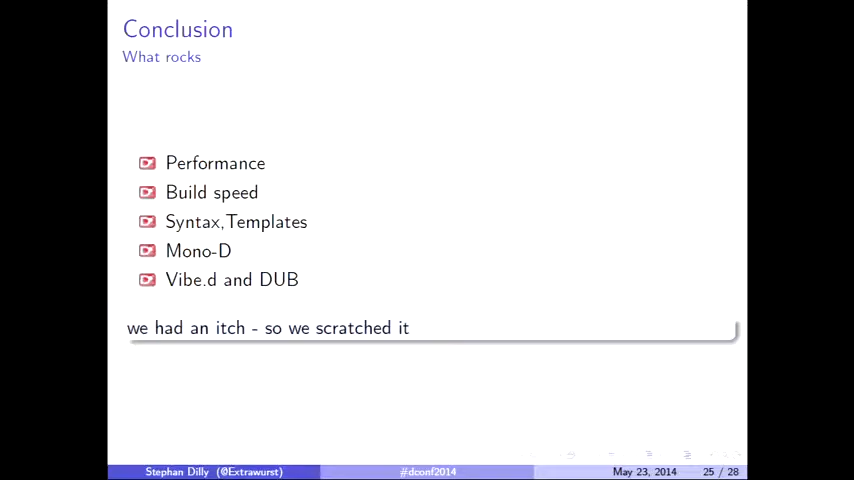 Conclusion
What rocks
Performance
Build speed
Syntax,Templates
Mono-D
Vibe.d and DUB
we had an itch - so we scratched it
Stephan Dilly (@Extrawurst) #dconf2014 May 23, 2014 25 / 28